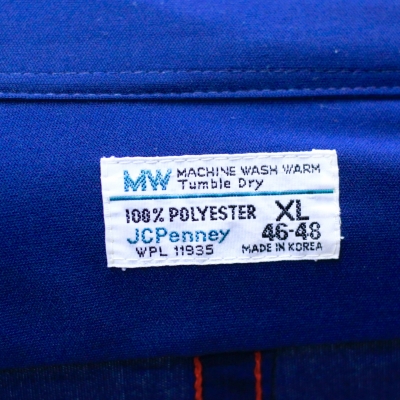 MW MACHINE WASH WARM
Tumble Dry
100% POLYESTER XL
JCPenney 46-48
WPL 11935 MADE IN KOREA